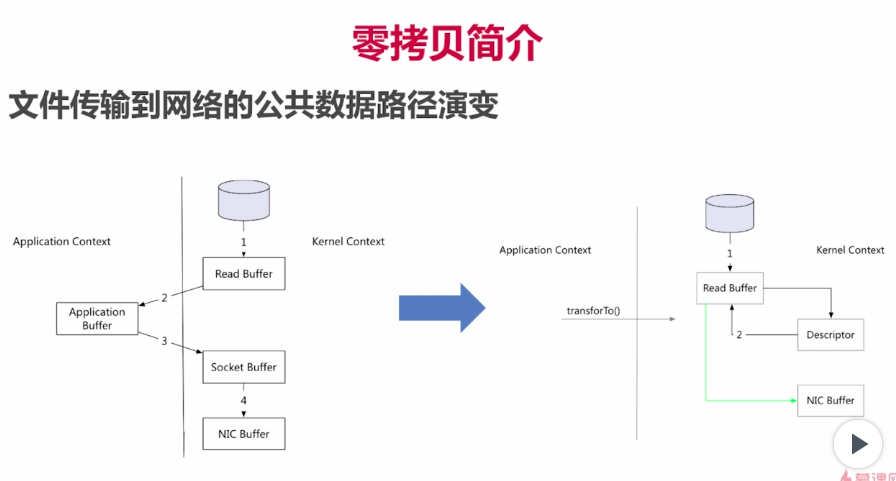 零拷贝简介
文件传输到网络的公共数据路径演变
Application Context
Kernel Context
1
Read Buffer
2
Application
Buffer
3
Socket Buffer
4
NIC Buffer
Application Context
Kernel Context
1
Read Buffer
transforTo()
2
Descriptor
NIC Buffer